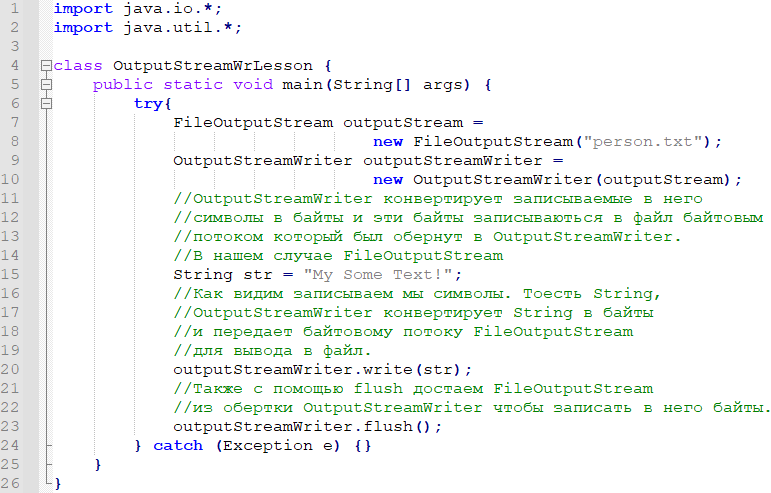 1 import java.io.*;
2 import java.util.*;
3
4 class OutputStreamWrLesson {
5 public static void main(String[] args) {
6 try{
7 FileOutputStream outputStream =
8 new FileOutputStream("person.txt");
9 OutputStreamWriter outputStreamWriter =
10 new OutputStreamWriter(outputStream);
11 //OutputStreamWriter конвертирует записываемые в него
12 //символы в байты и эти байты записываються в файл байтовым
13 //потоком который был обернут в OutputStreamWriter.
14 //В нашем случае FileOutputStream
15 String str = "My Some Text!";
16 //Как видим записываем мы символы. Тоесть String,
17 //OutputStreamWriter конвертирует String в байты
18 //и передает байтовому потоку FileOutputStream
19 //для вывода в файл.
20 outputStreamWriter.write(str);
21 //Также с помощью flush достаем FileOutputStream
22 //из обертки OutputStreamWriter чтобы записать в него байты.
23 outputStreamWriter.flush();
24 } catch (Exception e) {}
25 }
26 }